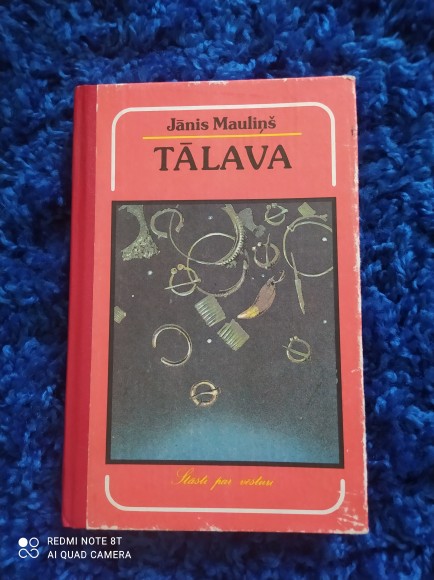 Jānis Mauliņš
TĀLAVA
Stāsti par vēsturi
REDMI NOTE 8T
AI QUAD CAMERA